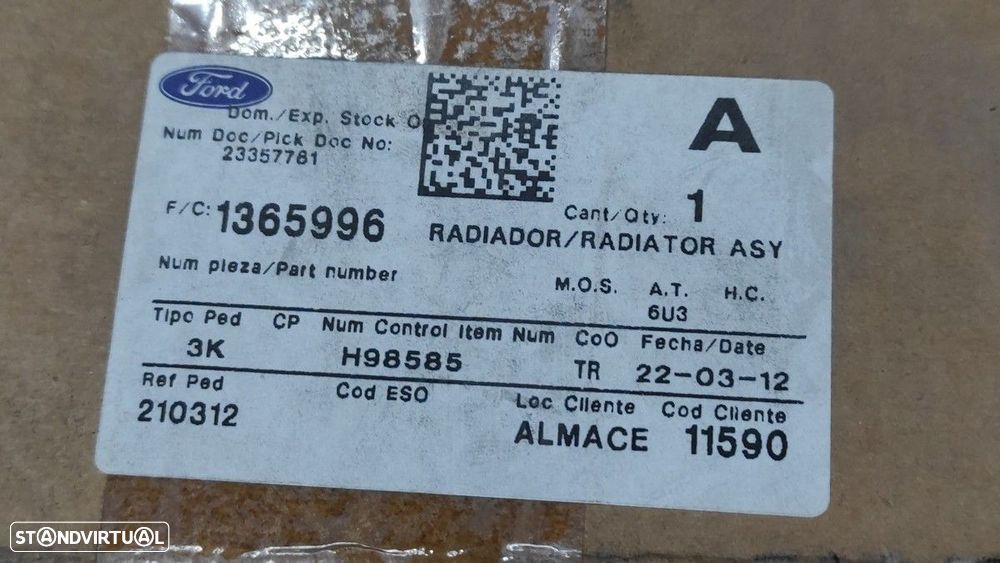 Ford
Dom./Exp. Stock O
Num Doc/Pick Doc No:
23357781
A
F/C: 1365996
Cant/Qty: 1
RADIADOR/RADIATOR ASY
Num pieza/Part number
M.O.S. A.T. H.C.
6U3
Tipo Ped CP Num Control Item Num CoO Fecha/Date
3K H98585 TR 22-03-12
Ref Ped Cod ESO Loc Cliente Cod Cliente
210312 ALMACE 11590
STANDVIRTUAL